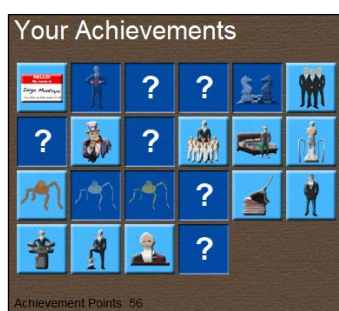 Your Achievements
HELLO!
My name is
Inigo Montoya
? ?
? ?
?
?
Achievement Points: 56